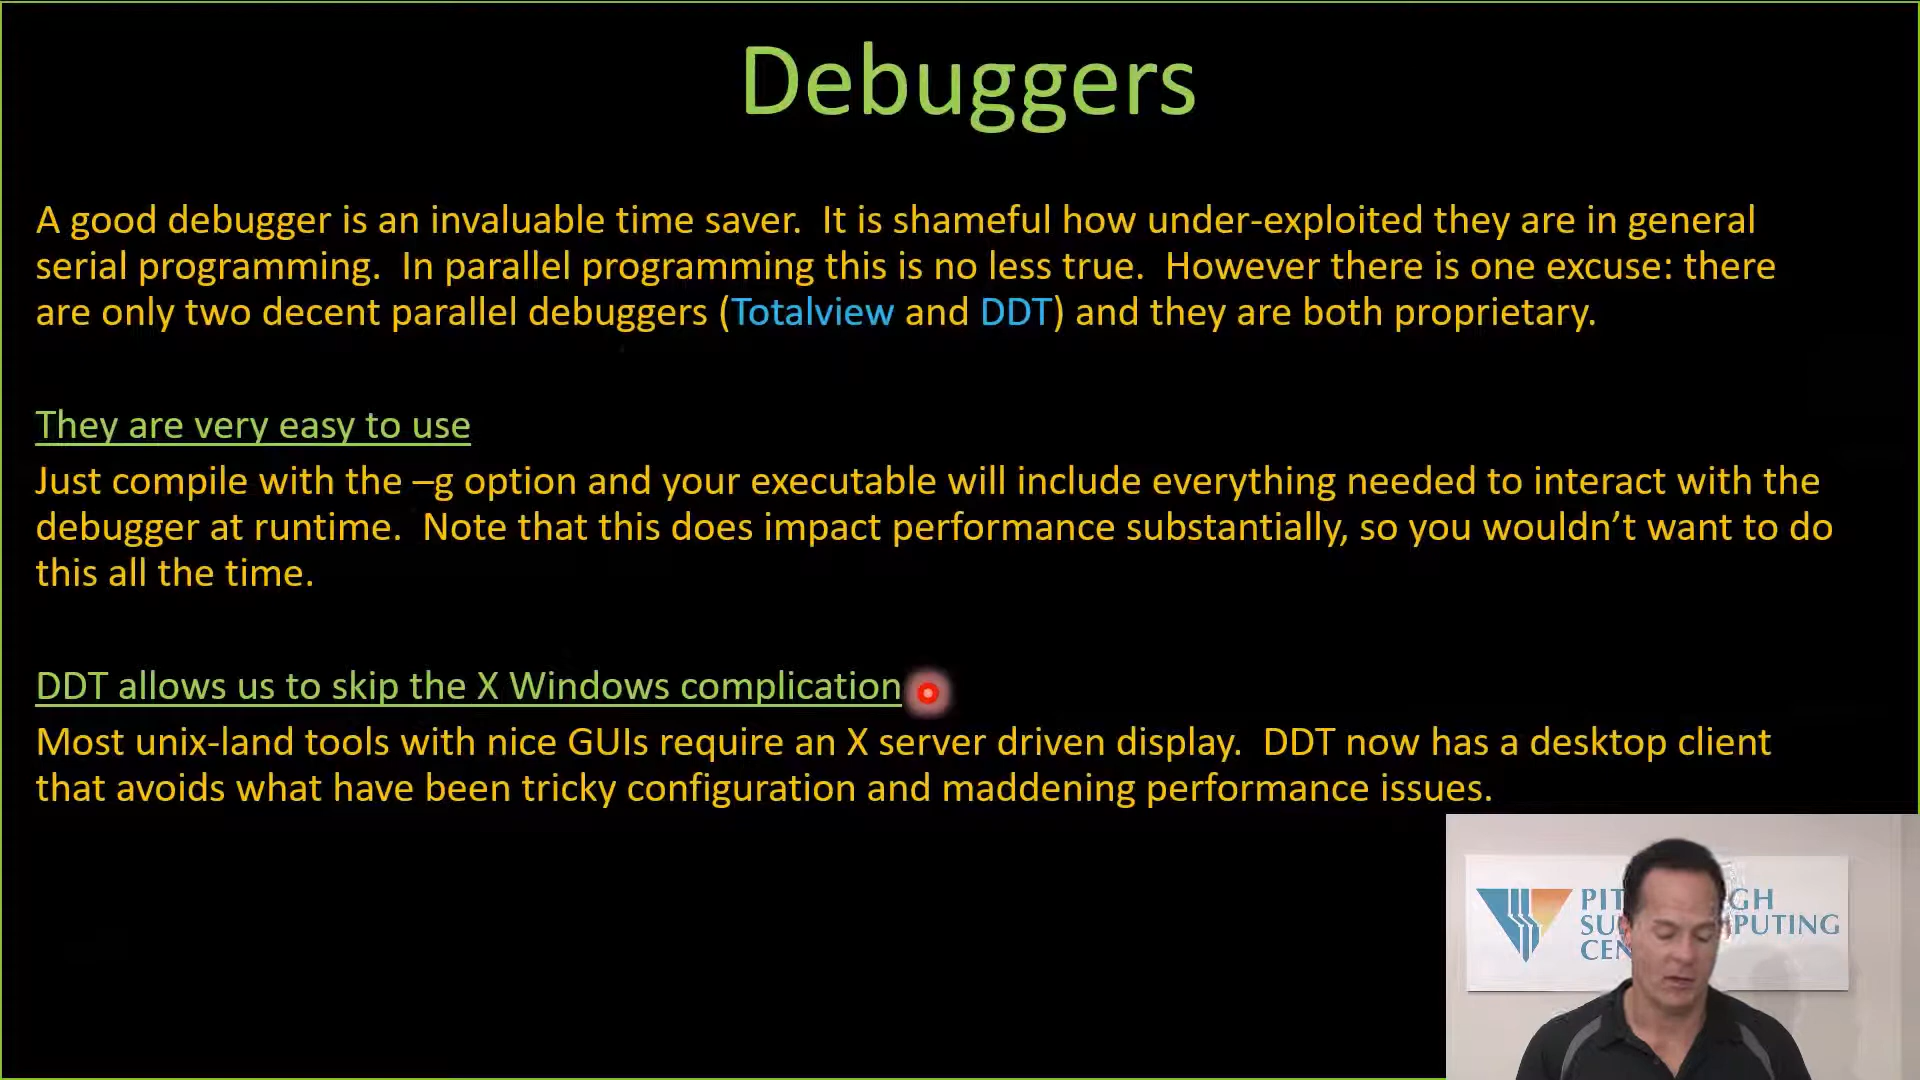 Debuggers
A good debugger is an invaluable time saver.  It is shameful how under-exploited they are in general
serial programming.  In parallel programming this is no less true.  However there is one excuse: there
are only two decent parallel debuggers (Totalview and DDT) and they are both proprietary.
They are very easy to use
Just compile with the –g option and your executable will include everything needed to interact with the
debugger at runtime.  Note that this does impact performance substantially, so you wouldn’t want to do
this all the time.
DDT allows us to skip the X Windows complication
Most unix-land tools with nice GUIs require an X server driven display.  DDT now has a desktop client
that avoids what have been tricky configuration and maddening performance issues.